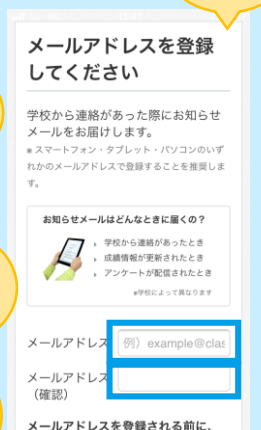 メールアドレスを登録
してください
学校から連絡があった際にお知らせ
メールをお届けします。
※スマートフォン・タブレット・パソコンのいず
れかのメールアドレスで登録することを推奨しま
す。
お知らせメールはどんなときに届くの？
学校から連絡があったとき
成績情報が更新されたとき
アンケートが配信されたとき
※学校によって異なります
メールアドレス
例）example@clas
メールアドレス
（確認）
メールアドレスを登録される前に、